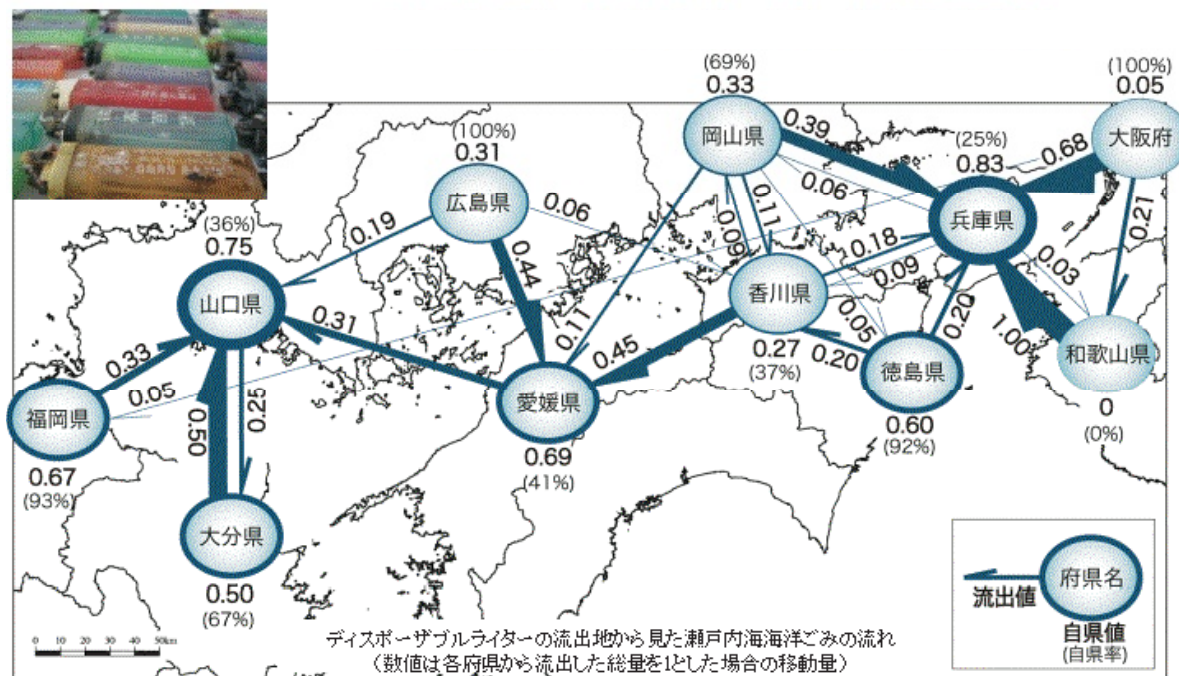 (69%)
0.33
岡山県
(100%)
0.05
大阪府
(100%)
0.31
広島県
0.39
(25%)
0.83
兵庫県
0.68
0.06
(36%)
0.75
山口県
0.19
0.06
0.44
0.11
0.09
0.11
0.18
0.09
0.21
0.03
香川県
0.27
(37%)
0.31
0.45
0.05
0.20
0.20
1.00
和歌山県
0
(0%)
徳島県
0.60
(92%)
0.33
0.05
福岡県
0.67
(93%)
愛媛県
0.69
(41%)
0.50
0.25
大分県
0.50
(67%)
府県名
流出値
自県値
(自県率)
0 10 20 30 40 50km
ディスポーザブルライターの流出地から見た瀬戸内海海洋ごみの流れ
(数値は各府県から流出した総量を1とした場合の移動量)